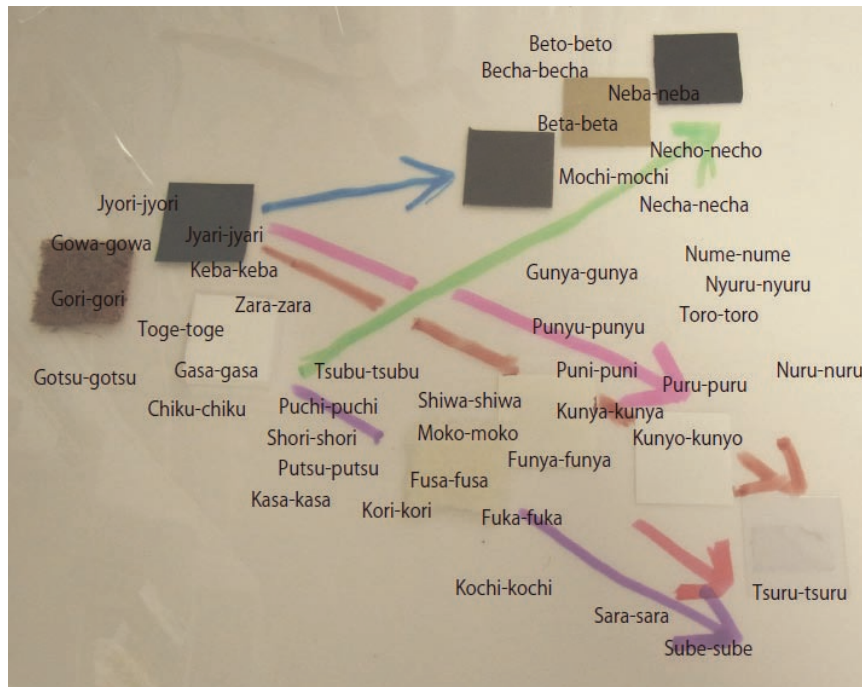 Beto-beto
Becha-becha
Neba-neba
Beta-beta
Necho-necho
Mochi-mochi
Necha-necha
Jyori-jyori
Jyari-jyari
Gowa-gowa
Keba-keba
Nume-nume
Gunya-gunya
Nyuru-nyuru
Gori-gori
Zara-zara
Toro-toro
Toge-toge
Punyu-punyu
Gotsu-gotsu
Gasa-gasa
Tsubu-tsubu
Puni-puni
Puru-puru
Nuru-nuru
Chiku-chiku
Puchi-puchi
Shiwa-shiwa
Kunya-kunya
Shori-shori
Moko-moko
Kunyo-kunyo
Putsu-putsu
Funya-funya
Fusa-fusa
Kasa-kasa
Kori-kori
Fuka-fuka
Kochi-kochi
Tsuru-tsuru
Sara-sara
Sube-sube